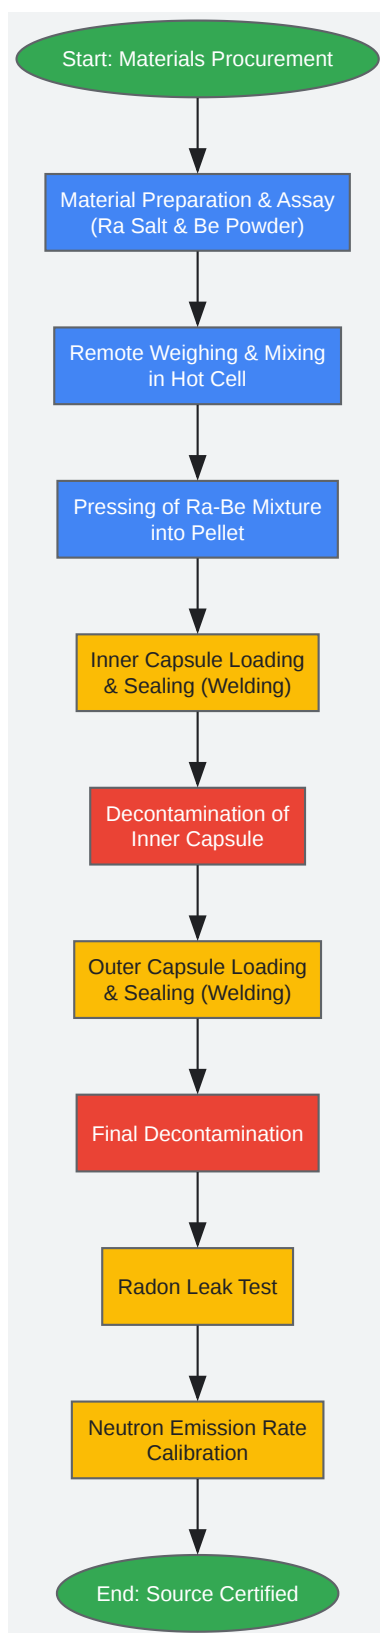 Start: Materials Procurement
Material Preparation & Assay
(Ra Salt & Be Powder)
Remote Weighing & Mixing
in Hot Cell
Pressing of Ra-Be Mixture
into Pellet
Inner Capsule Loading
& Sealing (Welding)
Decontamination of
Inner Capsule
Outer Capsule Loading
& Sealing (Welding)
Final Decontamination
Radon Leak Test
Neutron Emission Rate
Calibration
End: Source Certified